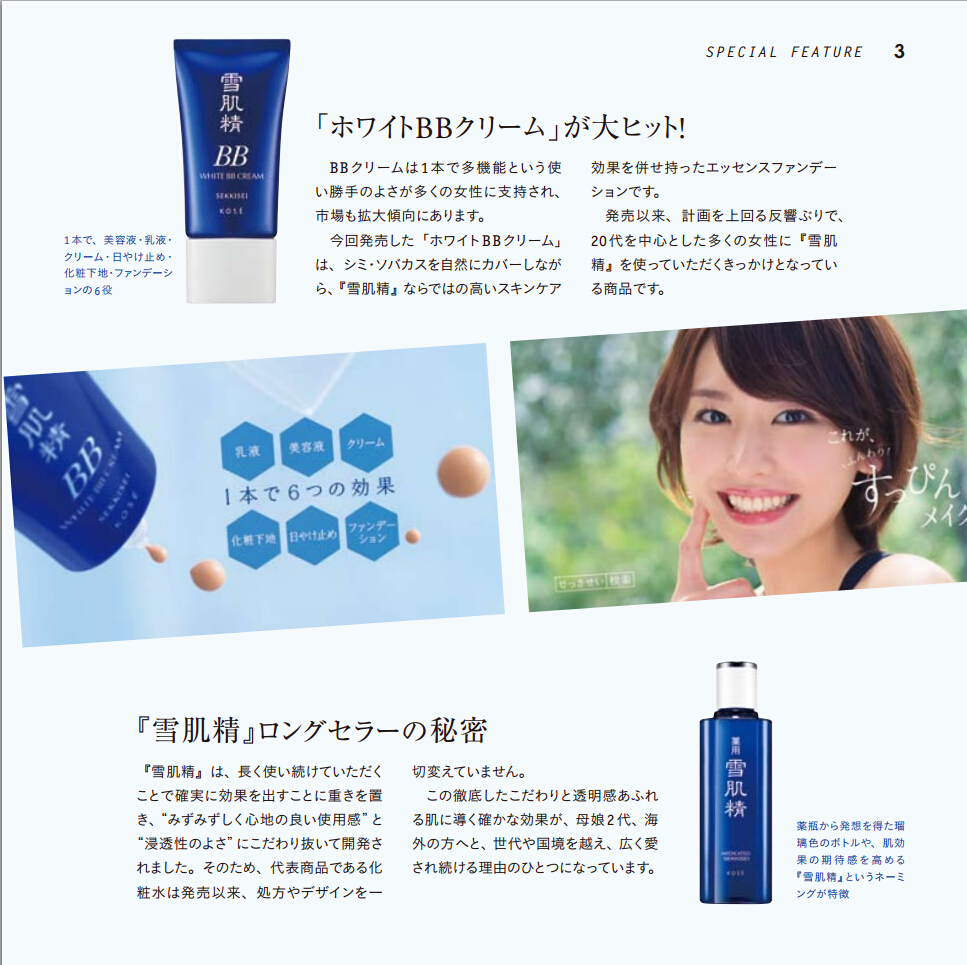 SPECIAL FEATURE 3
雪肌精
BB
WHITE BB CREAM
SEKKISEI
KOSÉ
1本で、美容液・乳液・
クリーム・日やけ止め・
化粧下地・ファンデーシ
ョンの6役
「ホワイトBBクリーム」が大ヒット!
BBクリームは1本で多機能という使
い勝手のよさが多くの女性に支持され、
市場も拡大傾向にあります。
今回発売した「ホワイトBBクリーム」
は、シミ・ソバカスを自然にカバーしなが
ら、『雪肌精』ならではの高いスキンケア
効果を併せ持ったエッセンスファンデー
ションです。
発売以来、計画を上回る反響ぶりで、
20代を中心とした多くの女性に『雪肌
精』を使っていただくきっかけとなってい
る商品です。
雪肌精
BB
WHITE BB CREAM
SEKKISEI
KOSÉ
乳液
美容液
クリーム
1本で6つの効果
化粧下地
日やけ止め
ファンデー
ション
これが、
ふんわり!
すっぴん
メイク
せっきせい 検索
『雪肌精』ロングセラーの秘密
『雪肌精』は、長く使い続けていただく
ことで確実に効果を出すことに重きを置
き、“みずみずしく心地の良い使用感”と
“浸透性のよさ”にこだわり抜いて開発さ
れました。そのため、代表商品である化
粧水は発売以来、処方やデザインを一
切変えていません。
この徹底したこだわりと透明感あふれ
る肌に導く確かな効果が、母娘2代、海
外の方へと、世代や国境を越え、広く愛
され続ける理由のひとつになっています。
薬用
雪肌精
MEDICATED
SEKKISEI
KOSÉ
薬瓶から発想を得た瑠
璃色のボトルや、肌効
果の期待感を高める
『雪肌精』というネーミ
ングが特徴